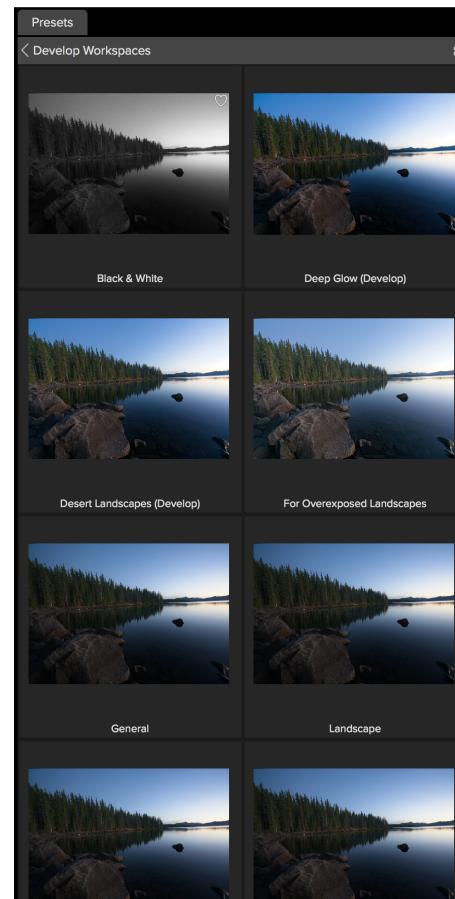 Presets
Develop Workspaces
Black & White
Deep Glow (Develop)
Desert Landscapes (Develop)
For Overexposed Landscapes
General
Landscape